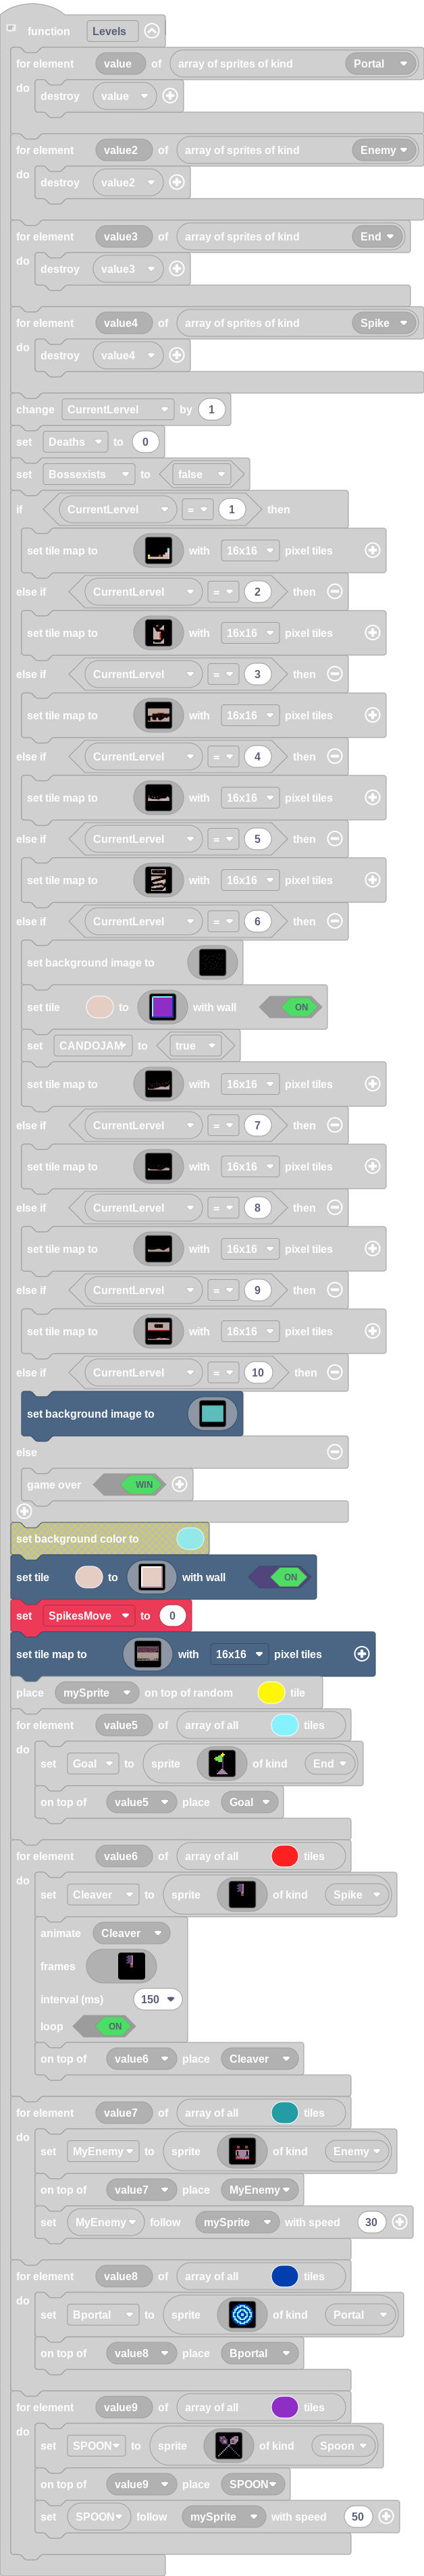 function Levels
for element value of array of sprites of kind Portal
do destroy value
for element value2 of array of sprites of kind Enemy
do destroy value2
for element value3 of array of sprites of kind End
do destroy value3
for element value4 of array of sprites of kind Spike
do destroy value4
change CurrentLervel by 1
set Deaths to 0
set Bossexists to false
if CurrentLervel = 1 then
set tile map to with 16x16 pixel tiles
else if CurrentLervel = 2 then
set tile map to with 16x16 pixel tiles
else if CurrentLervel = 3 then
set tile map to with 16x16 pixel tiles
else if CurrentLervel = 4 then
set tile map to with 16x16 pixel tiles
else if CurrentLervel = 5 then
set tile map to with 16x16 pixel tiles
else if CurrentLervel = 6 then
set background image to
set tile to with wall ON
set CANDOJAM to true
set tile map to with 16x16 pixel tiles
else if CurrentLervel = 7 then
set tile map to with 16x16 pixel tiles
else if CurrentLervel = 8 then
set tile map to with 16x16 pixel tiles
else if CurrentLervel = 9 then
set tile map to with 16x16 pixel tiles
else if CurrentLervel = 10 then
set background image to
else
game over WIN
set background color to
set tile to with wall ON
set SpikesMove to 0
set tile map to with 16x16 pixel tiles
place mySprite on top of random tile
for element value5 of array of all tiles
do set Goal to sprite of kind End
on top of value5 place Goal
for element value6 of array of all tiles
do set Cleaver to sprite of kind Spike
animate Cleaver
frames
interval (ms) 150
loop ON
on top of value6 place Cleaver
for element value7 of array of all tiles
do set MyEnemy to sprite of kind Enemy
on top of value7 place MyEnemy
set MyEnemy follow mySprite with speed 30
for element value8 of array of all tiles
do set Bportal to sprite of kind Portal
on top of value8 place Bportal
for element value9 of array of all tiles
do set SPOON to sprite of kind Spoon
on top of value9 place SPOON
set SPOON follow mySprite with speed 50